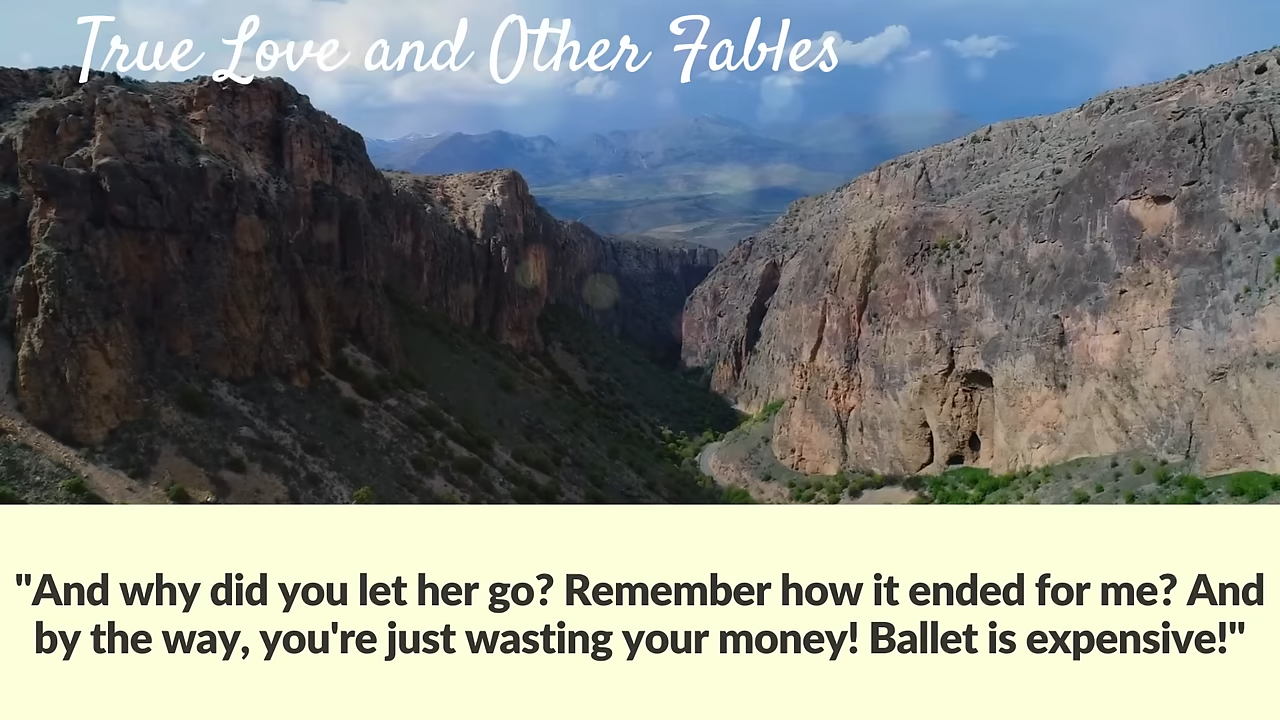 True Love and Other Fables
"And why did you let her go? Remember how it ended for me? And
by the way, you're just wasting your money! Ballet is expensive!"